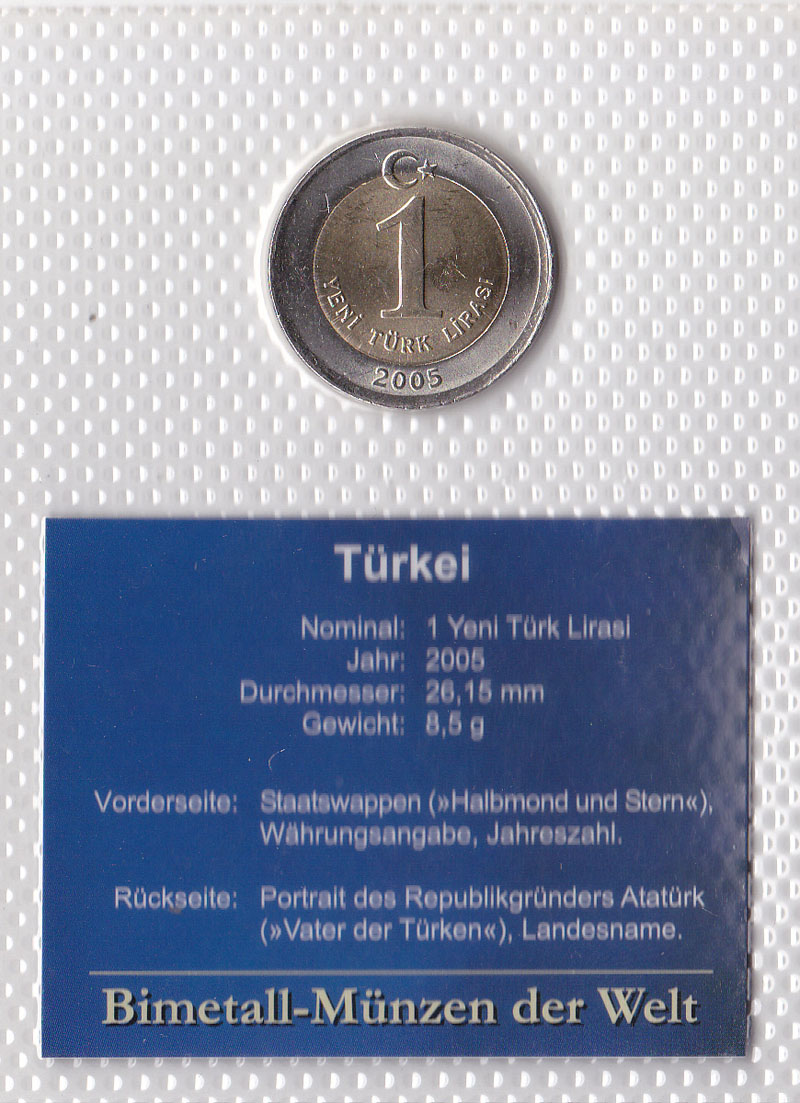 1
YENİ TÜRK LİRASI
2005
Türkei
Nominal: 1 Yeni Türk Lirasi
Jahr: 2005
Durchmesser: 26,15 mm
Gewicht: 8,5 g
Vorderseite: Staatswappen (»Halbmond und Stern«),
Währungsangabe, Jahreszahl.
Rückseite: Portrait des Republikgründers Atatürk
(»Vater der Türken«), Landesname.
Bimetall-Münzen der Welt